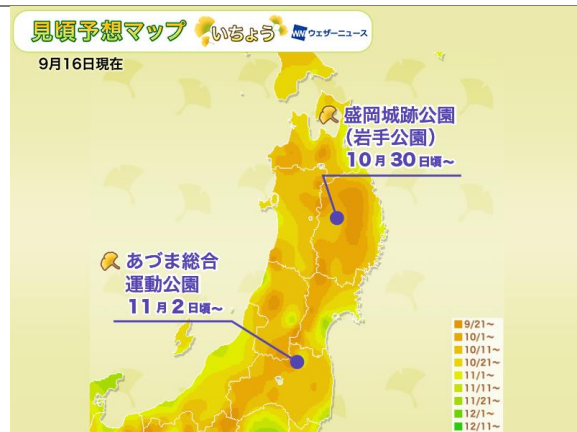 見頃予想マップ いちょう WNI ウェザーニュース
9月16日現在
盛岡城跡公園
（岩手公園）
10月30日頃〜
あづま総合
運動公園
11月2日頃〜
9/21〜
10/1〜
10/11〜
10/21〜
11/1〜
11/11〜
11/21〜
12/1〜
12/11〜